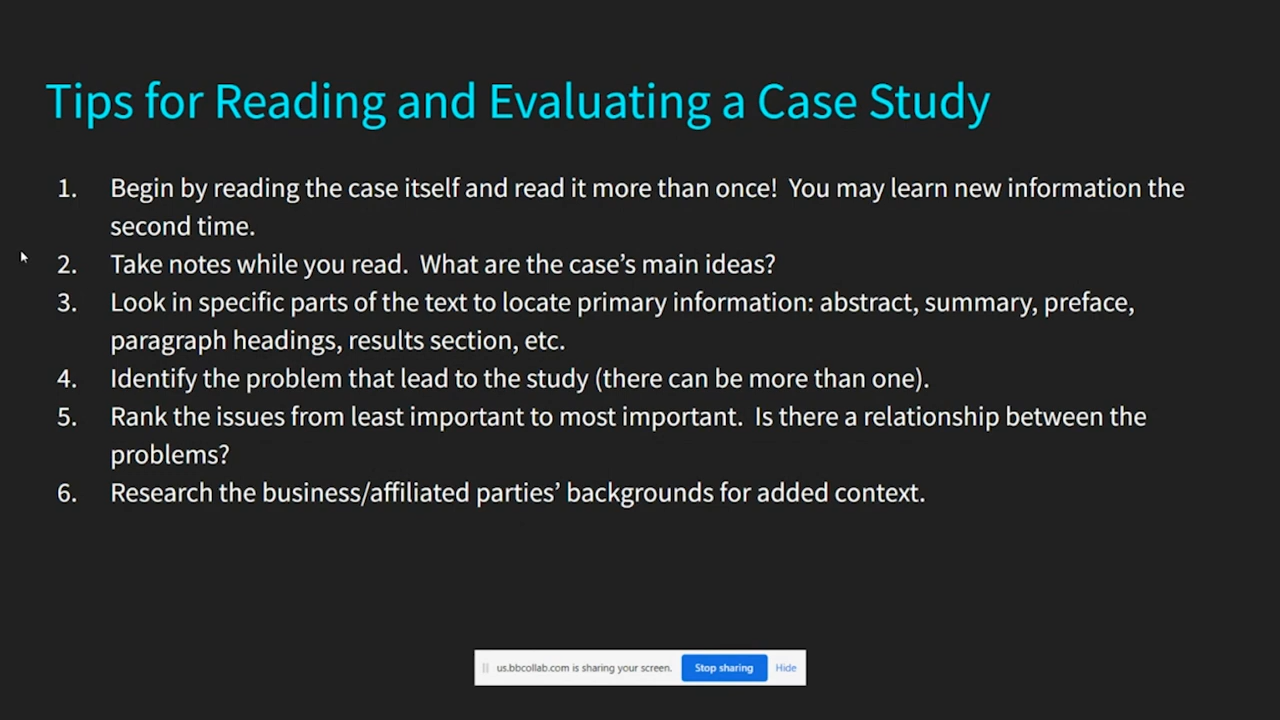 Tips for Reading and Evaluating a Case Study
1. Begin by reading the case itself and read it more than once!  You may learn new information the
second time.
2. Take notes while you read.  What are the case's main ideas?
3. Look in specific parts of the text to locate primary information: abstract, summary, preface,
paragraph headings, results section, etc.
4. Identify the problem that lead to the study (there can be more than one).
5. Rank the issues from least important to most important.  Is there a relationship between the
problems?
6. Research the business/affiliated parties' backgrounds for added context.
us.bbcollab.com is sharing your screen. Stop sharing Hide